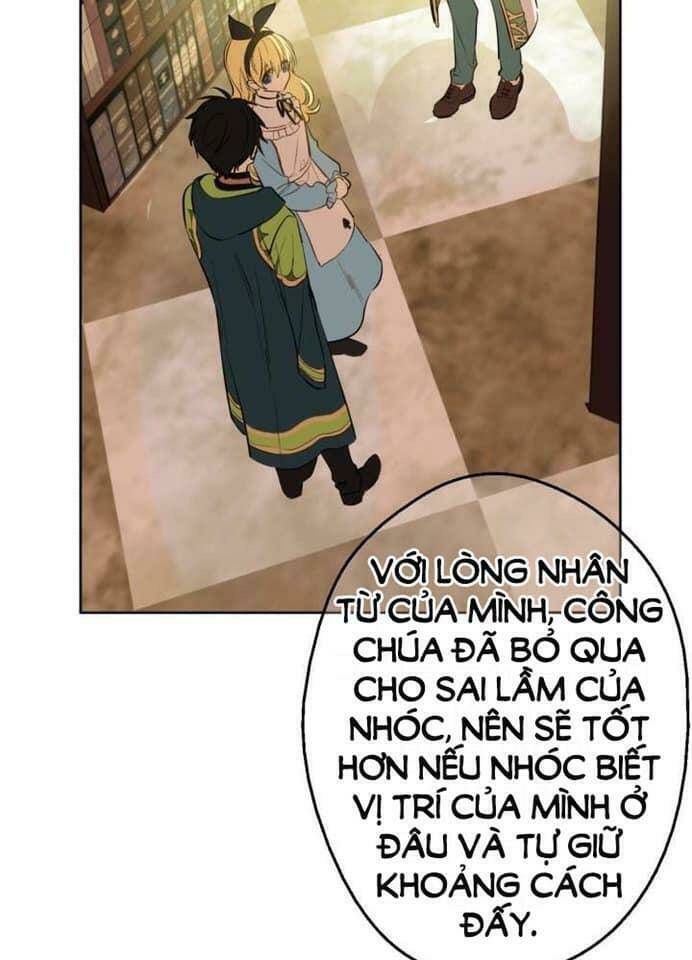 VỚI LÒNG NHÂN
TỪ CỦA MÌNH, CÔNG
CHÚA ĐÃ BỎ QUA
CHO SAI LẦM CỦA
NHÓC, NÊN SẼ TỐT
HƠN NẾU NHÓC BIẾT
VỊ TRÍ CỦA MÌNH Ở
ĐÂU VÀ TỰ GIỮ
KHOẢNG CÁCH
ĐẤY.